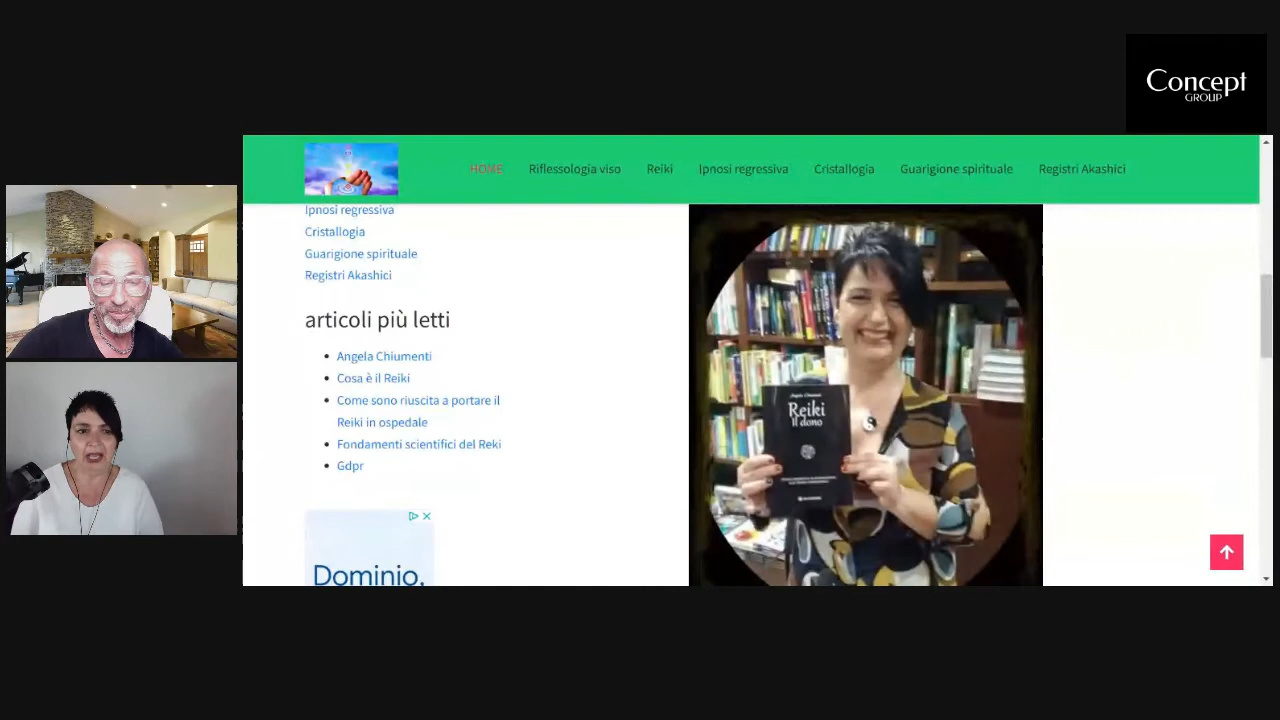 Concept
GROUP
HOME
Riflessologia viso
Reiki
Ipnosi regressiva
Cristallogia
Guarigione spirituale
Registri Akashici
Ipnosi regressiva
Cristallogia
Guarigione spirituale
Registri Akashici
articoli più letti
Angela Chiumenti
Cosa è il Reiki
Come sono riuscita a portare il
Reiki in ospedale
Fondamenti scientifici del Reki
Gdpr
Dominio.
Angela Chiumenti
Reiki
Il dono